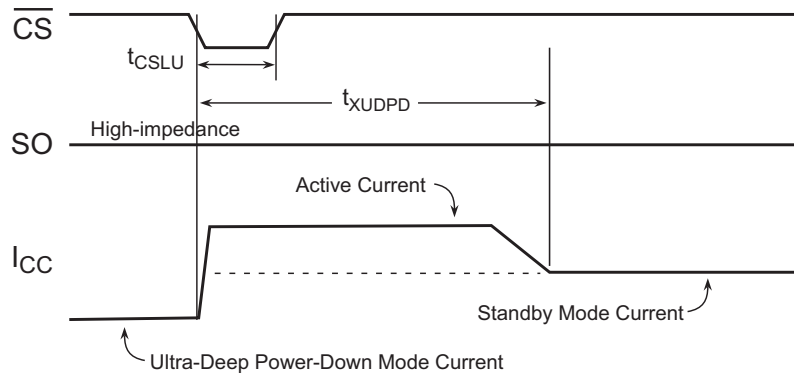 CS
tCSLU
tXUDPD
High-impedance
SO
Active Current
ICC
Standby Mode Current
Ultra-Deep Power-Down Mode Current